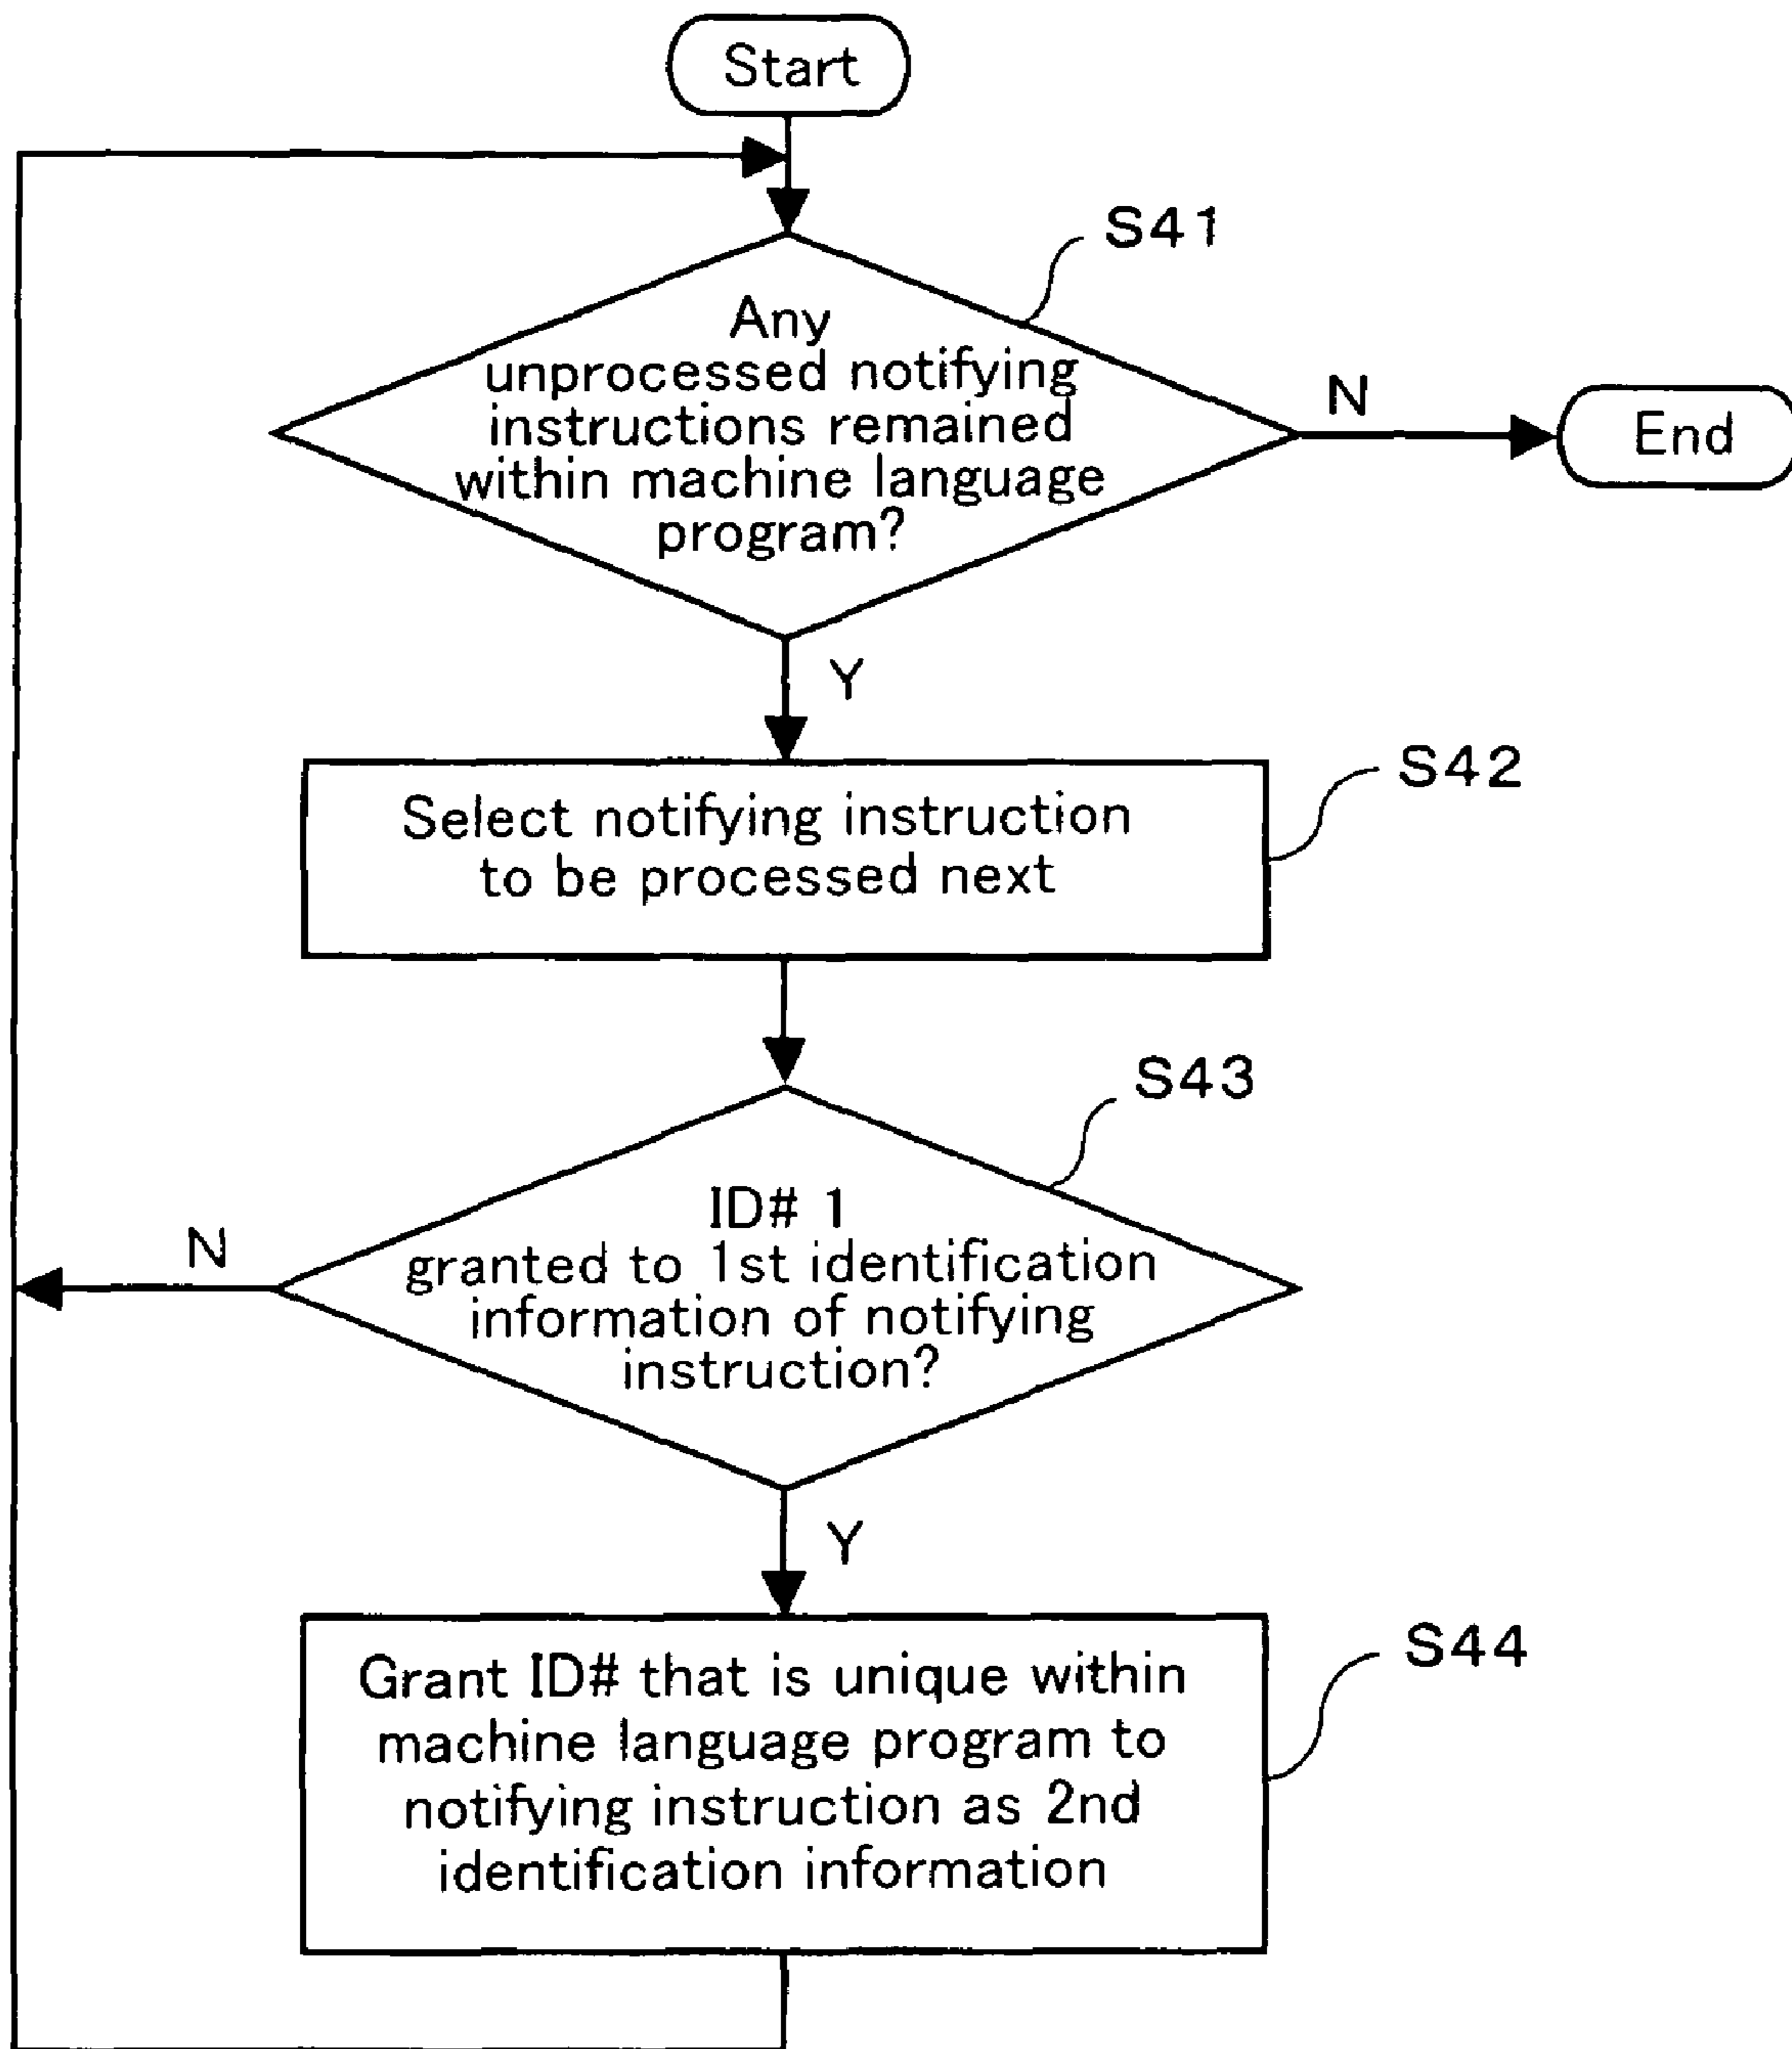 Start
S41
Any
unprocessed notifying
instructions remained
within machine language
program?
N
End
Y
S42
Select notifying instruction
to be processed next
S43
ID# 1
granted to 1st identification
information of notifying
instruction?
N
Y
S44
Grant ID# that is unique within
machine language program to
notifying instruction as 2nd
identification information